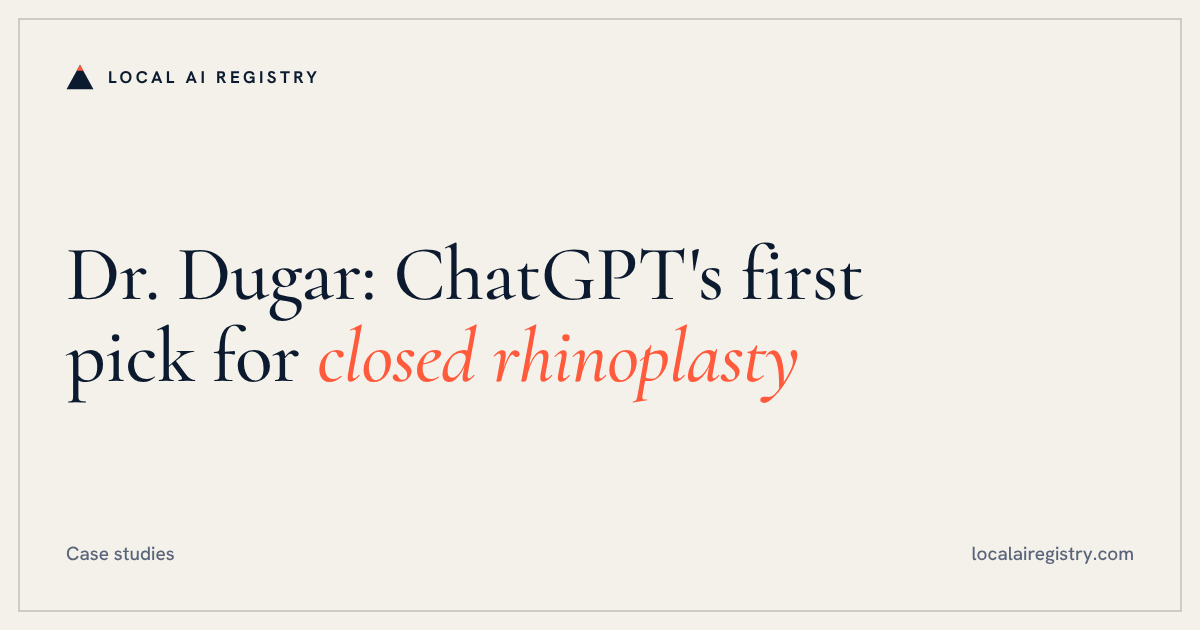 LOCAL AI REGISTRY
Dr. Dugar: ChatGPT's first
pick for closed rhinoplasty
Case studies
localairegistry.com